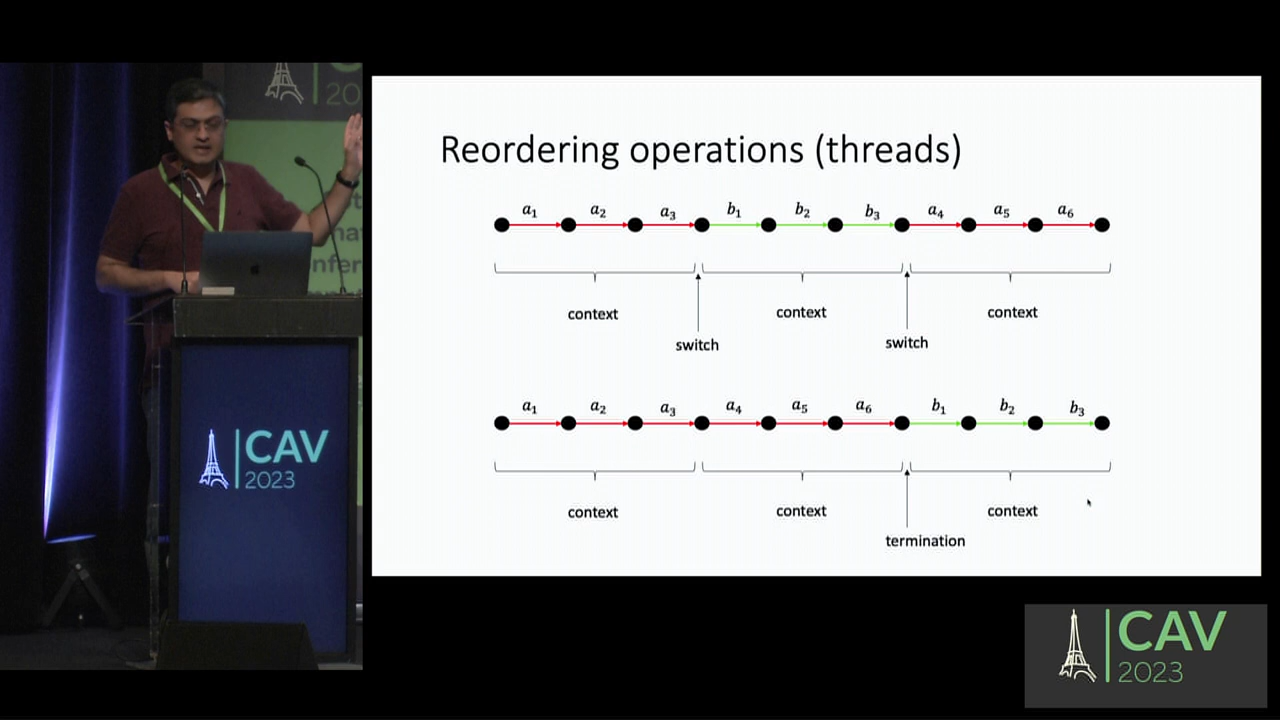 20
Reordering operations (threads)
a₁ a₂ a₃ b₁ b₂ b₃ a₄ a₅ a₆
context context context
switch switch
a₁ a₂ a₃ a₄ a₅ a₆ b₁ b₂ b₃
context context context
termination
CAV
2023
CAV
2023